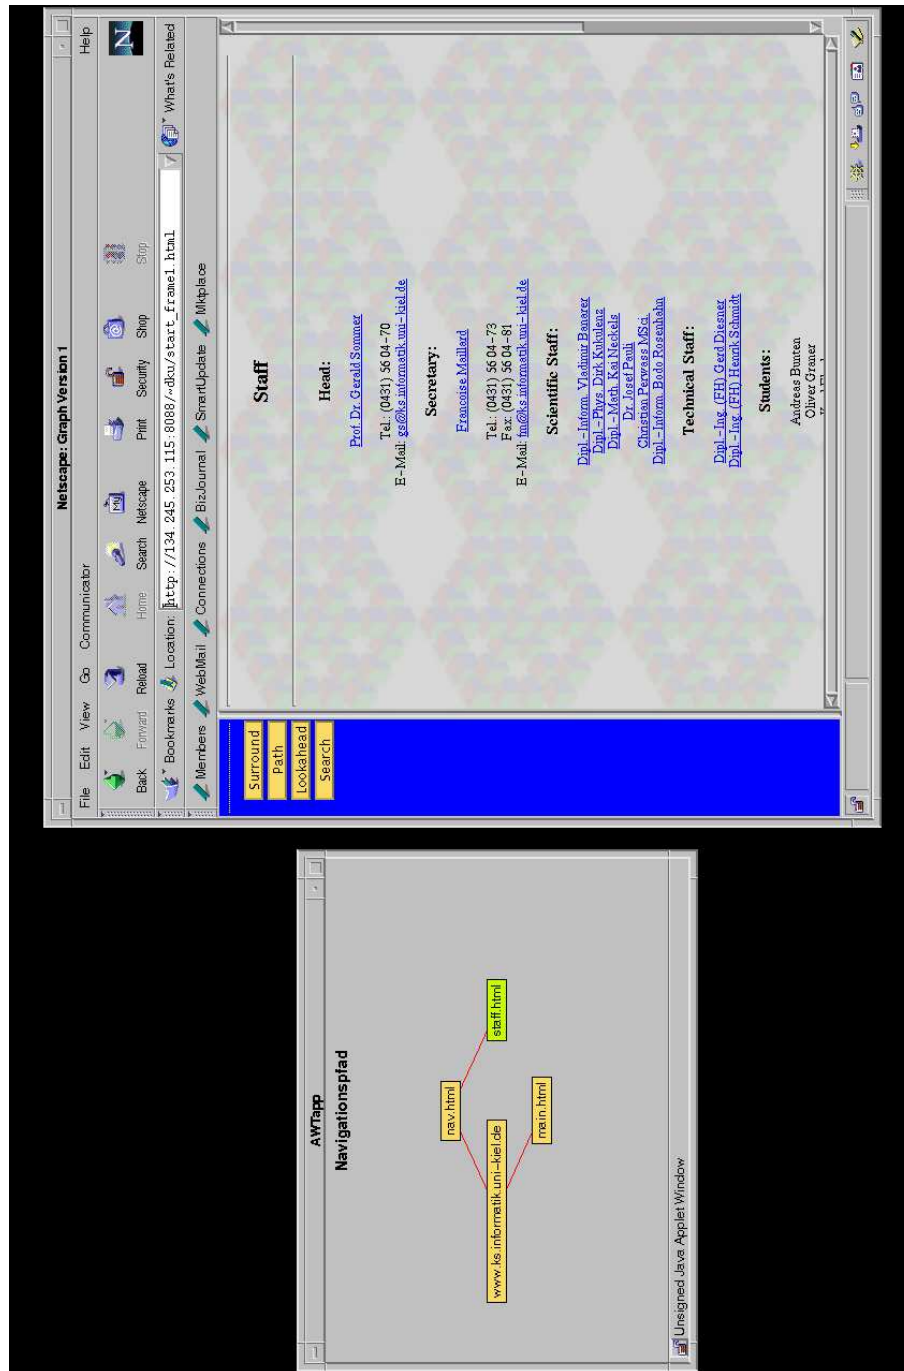 AWTapp
Navigationspfad
nav.html
www.ks.informatik.uni-kiel.de
staff.html
main.html
Unsigned Java Applet Window
Netscape: Graph Version 1
File Edit View Go Communicator Help
Back Forward Reload Home Search Netscape Print Security Shop Stop
My
N
Bookmarks Location: http://134.245.253.115:8088/~dku/start_frame1.html What's Related
Members WebMail Connections BizJournal SmartUpdate Mktplace
Surround
Path
Lookahead
Search
Staff
Head:
Prof. Dr. Gerald Sommer
Tel.: (0431) 56 04-70
E-Mail: gs@ks.informatik.uni-kiel.de
Secretary:
Francoise Maillard
Tel.: (0431) 56 04-73
Fax: (0431) 56 04-81
E-Mail: fm@ks.informatik.uni-kiel.de
Scientific Staff:
Dipl.-Inform. Vladimir Banarer
Dipl.-Phys. Dirk Kukulenz
Dipl.-Math. Kai Neckels
Dr. Josef Pauli
Christian Perwass MSci.
Dipl.-Inform. Bodo Rosenhahn
Technical Staff:
Dipl.-Ing. (FH) Gerd Diesner
Dipl.-Ing. (FH) Henrik Schmidt
Students:
Andreas Bunten
Oliver Granert